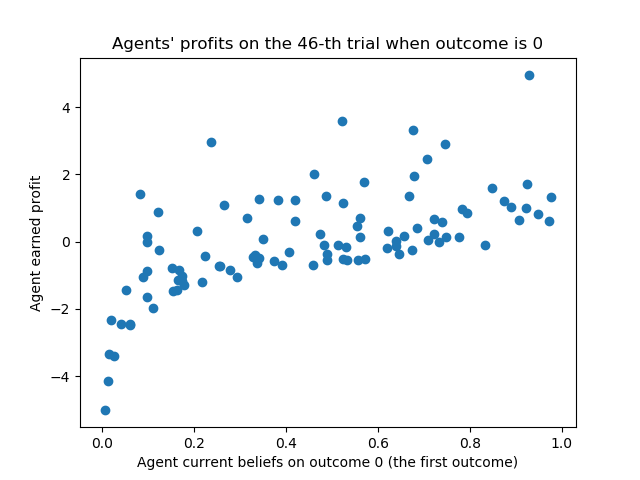 Agents' profits on the 46-th trial when outcome is 0
Agent earned profit
4
2
0
−2
−4
0.0 0.2 0.4 0.6 0.8 1.0
Agent current beliefs on outcome 0 (the first outcome)